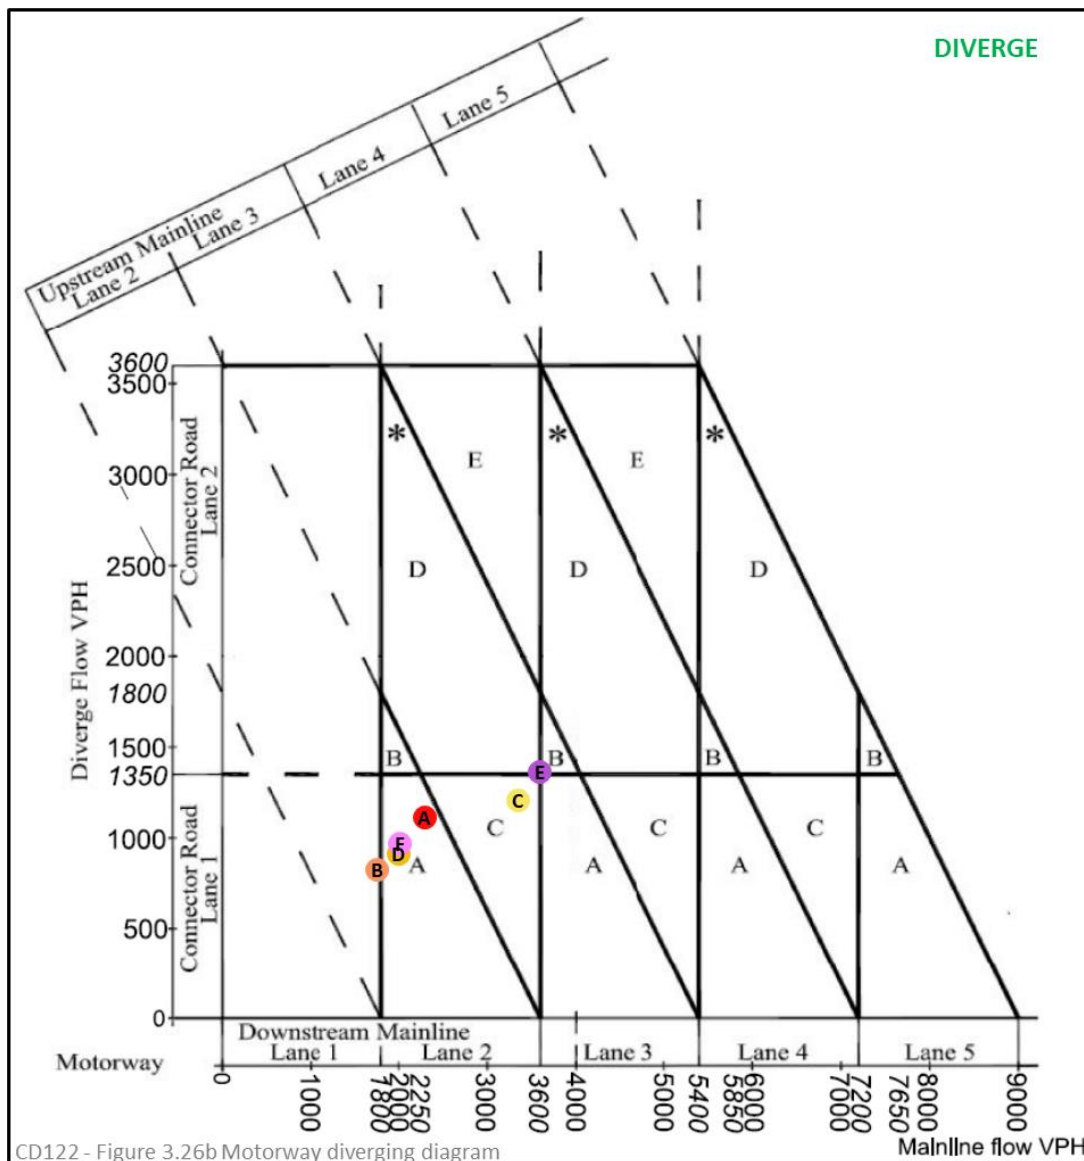 DIVERGE
Upstream Mainline
Lane 2
Lane 3
Lane 4
Lane 5
3600
3500
3000
2500
2000
1800
1500
1350
1000
500
0
Diverge Flow VPH
Connector Road
Lane 2
Connector Road
Lane 1
* * *
E E
D D D
B B B B
E
C
A
C C C
F
D
B
A A A A
Downstream Mainline
Motorway Lane 1 Lane 2 Lane 3 Lane 4 Lane 5
0 1000 1800 2000 2250 3000 3600 4000 5000 5400 5850 6000 7000 7200 7650 8000 9000
Mainline flow VPH
CD122 - Figure 3.26b Motorway diverging diagram